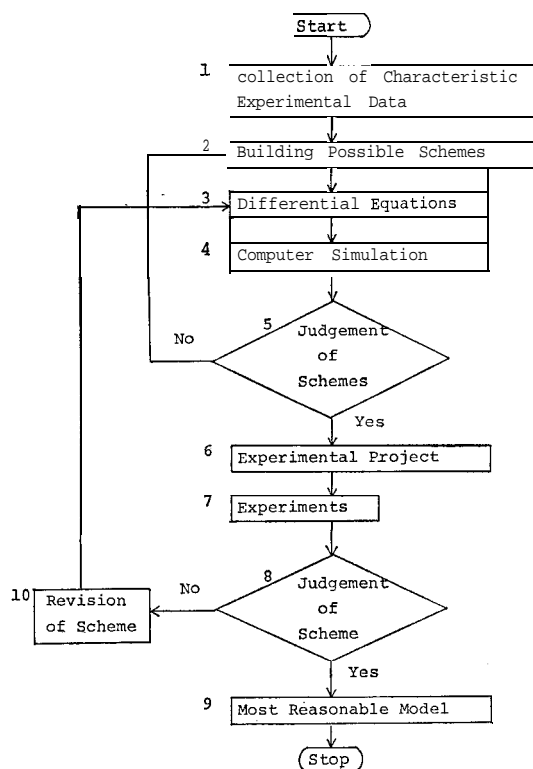 Start
1
collection of Characteristic
Experimental Data
2
Building Possible Schemes
3
Differential Equations
4
Computer Simulation
5
Judgement
of
Schemes
No
Yes
6
Experimental Project
7
Experiments
8
Judgement
of
Scheme
No
10
Revision
of Scheme
Yes
9
Most Reasonable Model
Stop